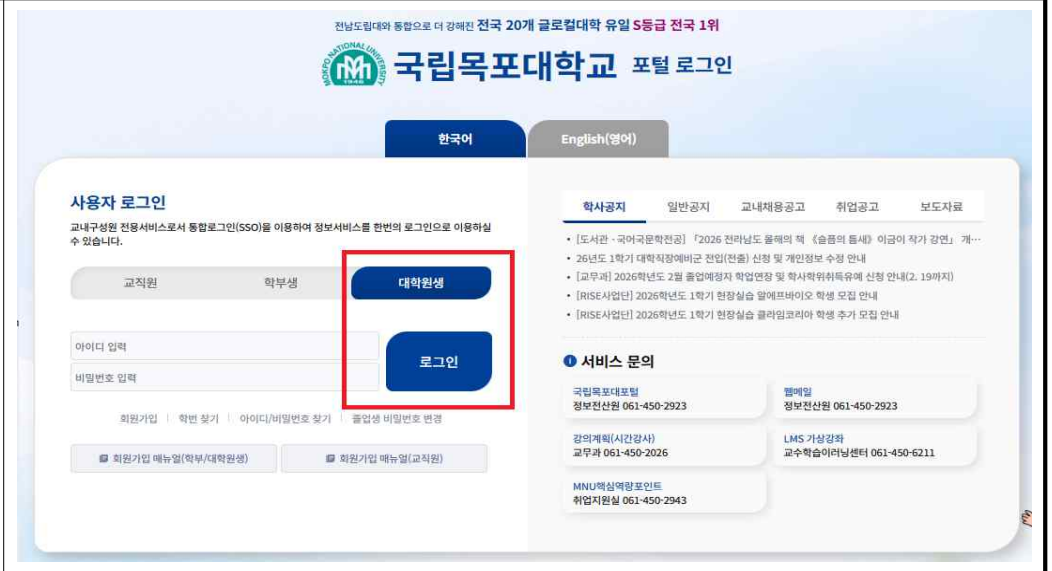 전남도립대와 통합으로 더 강해진 전국 20개 글로컬대학 유일 S등급 전국 1위
MOKPO NATIONAL UNIVERSITY
1946
국립목포대학교 포털 로그인
한국어
English(영어)
사용자 로그인
교내구성원 전용서비스로서 통합로그인(SSO)을 이용하여 정보서비스를 한번의 로그인으로 이용하실
수 있습니다.
교직원
학부생
대학원생
아이디 입력
비밀번호 입력
로그인
회원가입
학번 찾기
아이디/비밀번호 찾기
졸업생 비밀번호 변경
회원가입 매뉴얼(학부/대학원생)
회원가입 매뉴얼(교직원)
학사공지
일반공지
교내채용공고
취업공고
보도자료
• [도서관 · 국어국문학전공] 「2026 전라남도 올해의 책 《슬픔의 틈새》 이금이 작가 강연」 개…
• 26년도 1학기 대학직장예비군 전입(전출) 신청 및 개인정보 수정 안내
• [교무과] 2026학년도 2월 졸업예정자 학업연장 및 학사학위취득유예 신청 안내(2. 19까지)
• [RISE사업단] 2026학년도 1학기 현장실습 알에프바이오 학생 모집 안내
• [RISE사업단] 2026학년도 1학기 현장실습 클라임코리아 학생 추가 모집 안내
서비스 문의
국립목포대포털
정보전산원 061-450-2923
웹메일
정보전산원 061-450-2923
강의계획(시간강사)
교무과 061-450-2026
LMS 가상강좌
교수학습이러닝센터 061-450-6211
MNU핵심역량포인트
취업지원실 061-450-2943